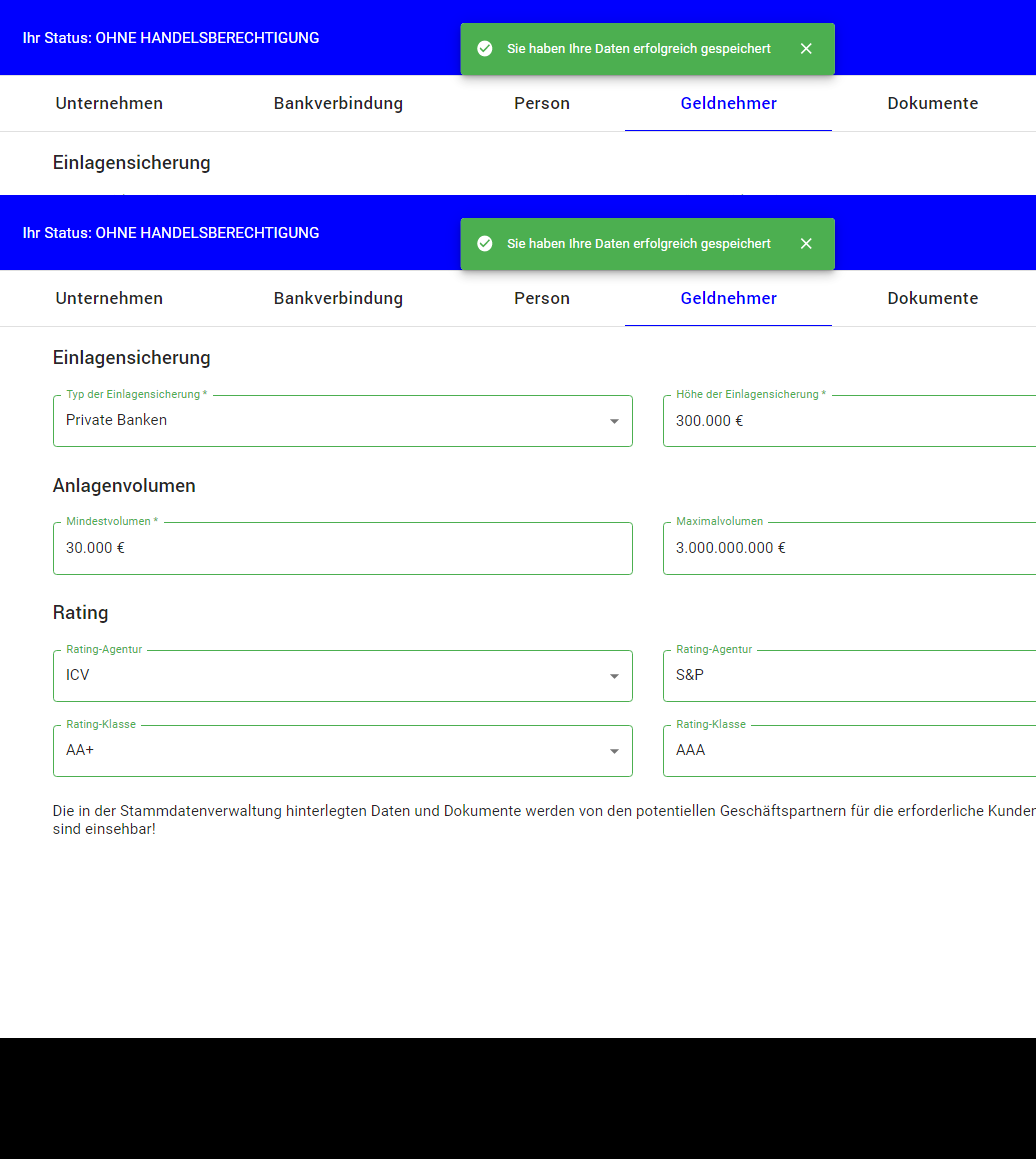 Ihr Status: OHNE HANDELSBERECHTIGUNG
Sie haben Ihre Daten erfolgreich gespeichert
Unternehmen Bankverbindung Person Geldnehmer Dokumente
Einlagensicherung
Ihr Status: OHNE HANDELSBERECHTIGUNG
Sie haben Ihre Daten erfolgreich gespeichert
Unternehmen Bankverbindung Person Geldnehmer Dokumente
Einlagensicherung
Typ der Einlagensicherung * Höhe der Einlagensicherung *
Private Banken 300.000 €
Anlagenvolumen
Mindestvolumen * Maximalvolumen
30.000 € 3.000.000.000 €
Rating
Rating-Agentur Rating-Agentur
ICV S&P
Rating-Klasse Rating-Klasse
AA+ AAA
Die in der Stammdatenverwaltung hinterlegten Daten und Dokumente werden von den potentiellen Geschäftspartnern für die erforderliche
sind einsehbar!